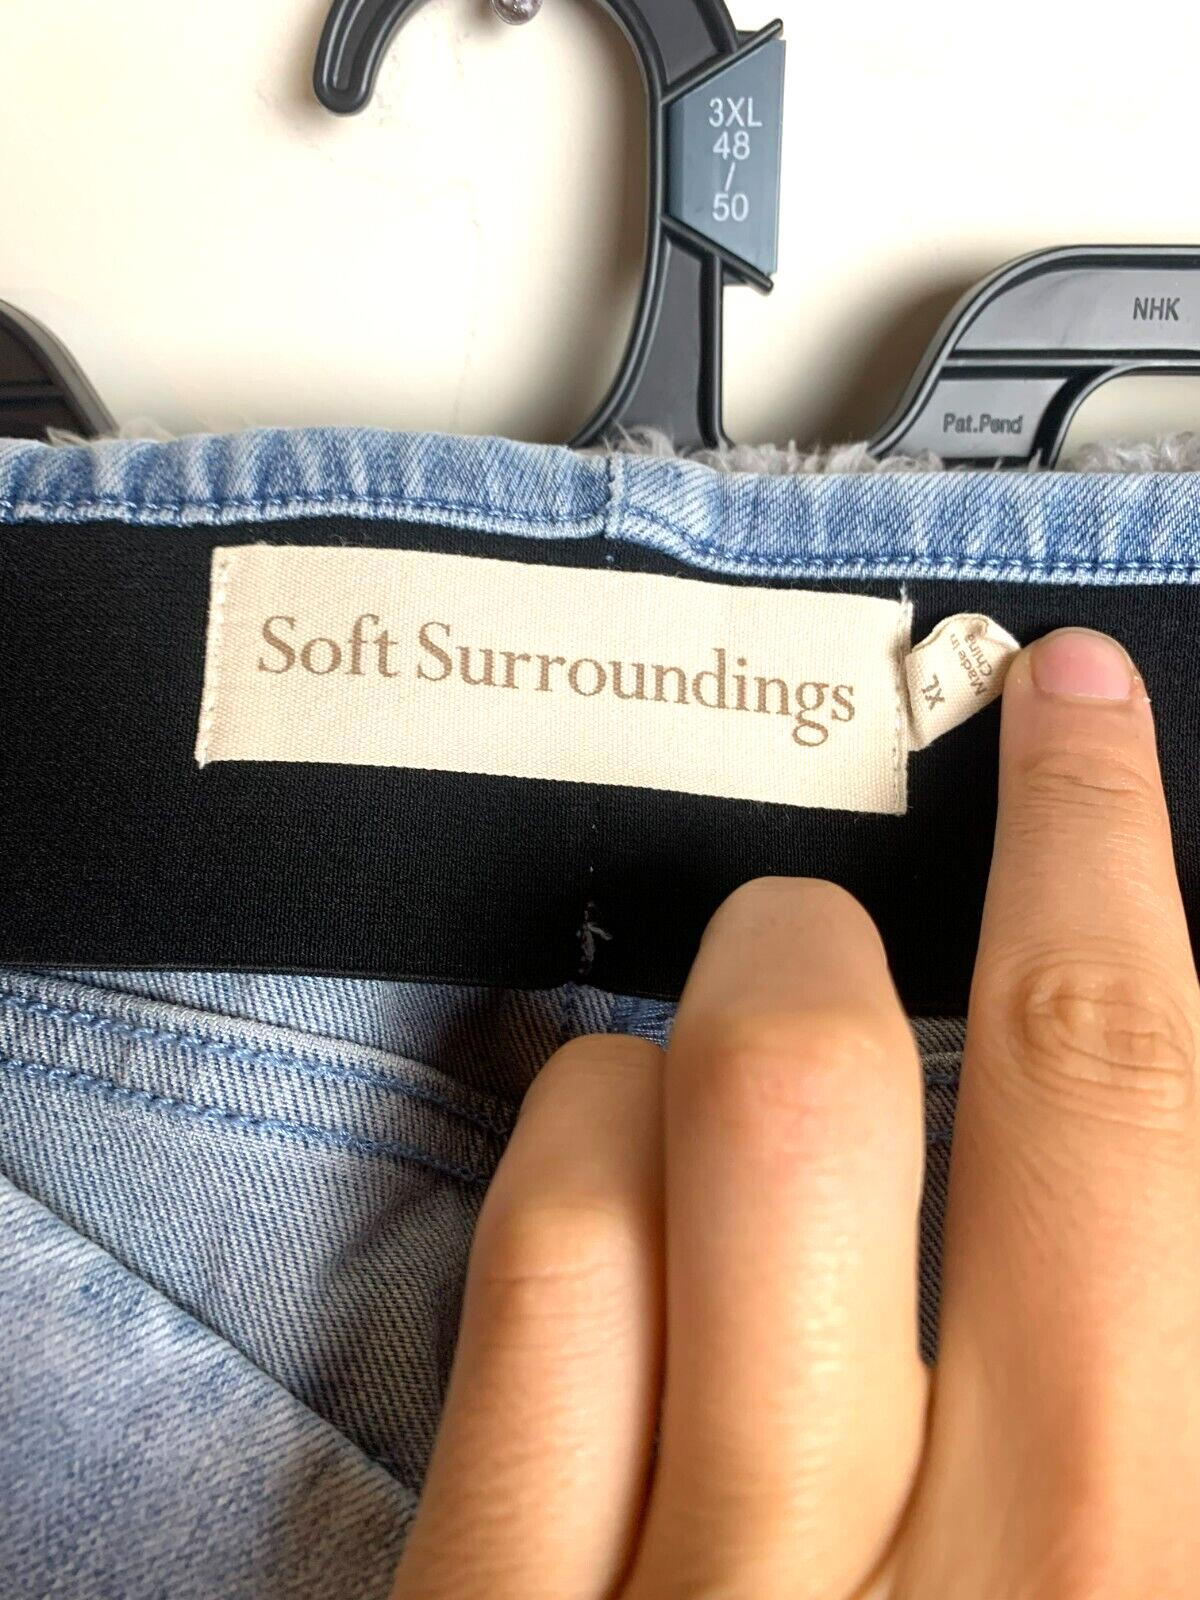 3XL
48
/
50
NHK
Pat.Pend
Soft Surroundings
XL
Made in
China